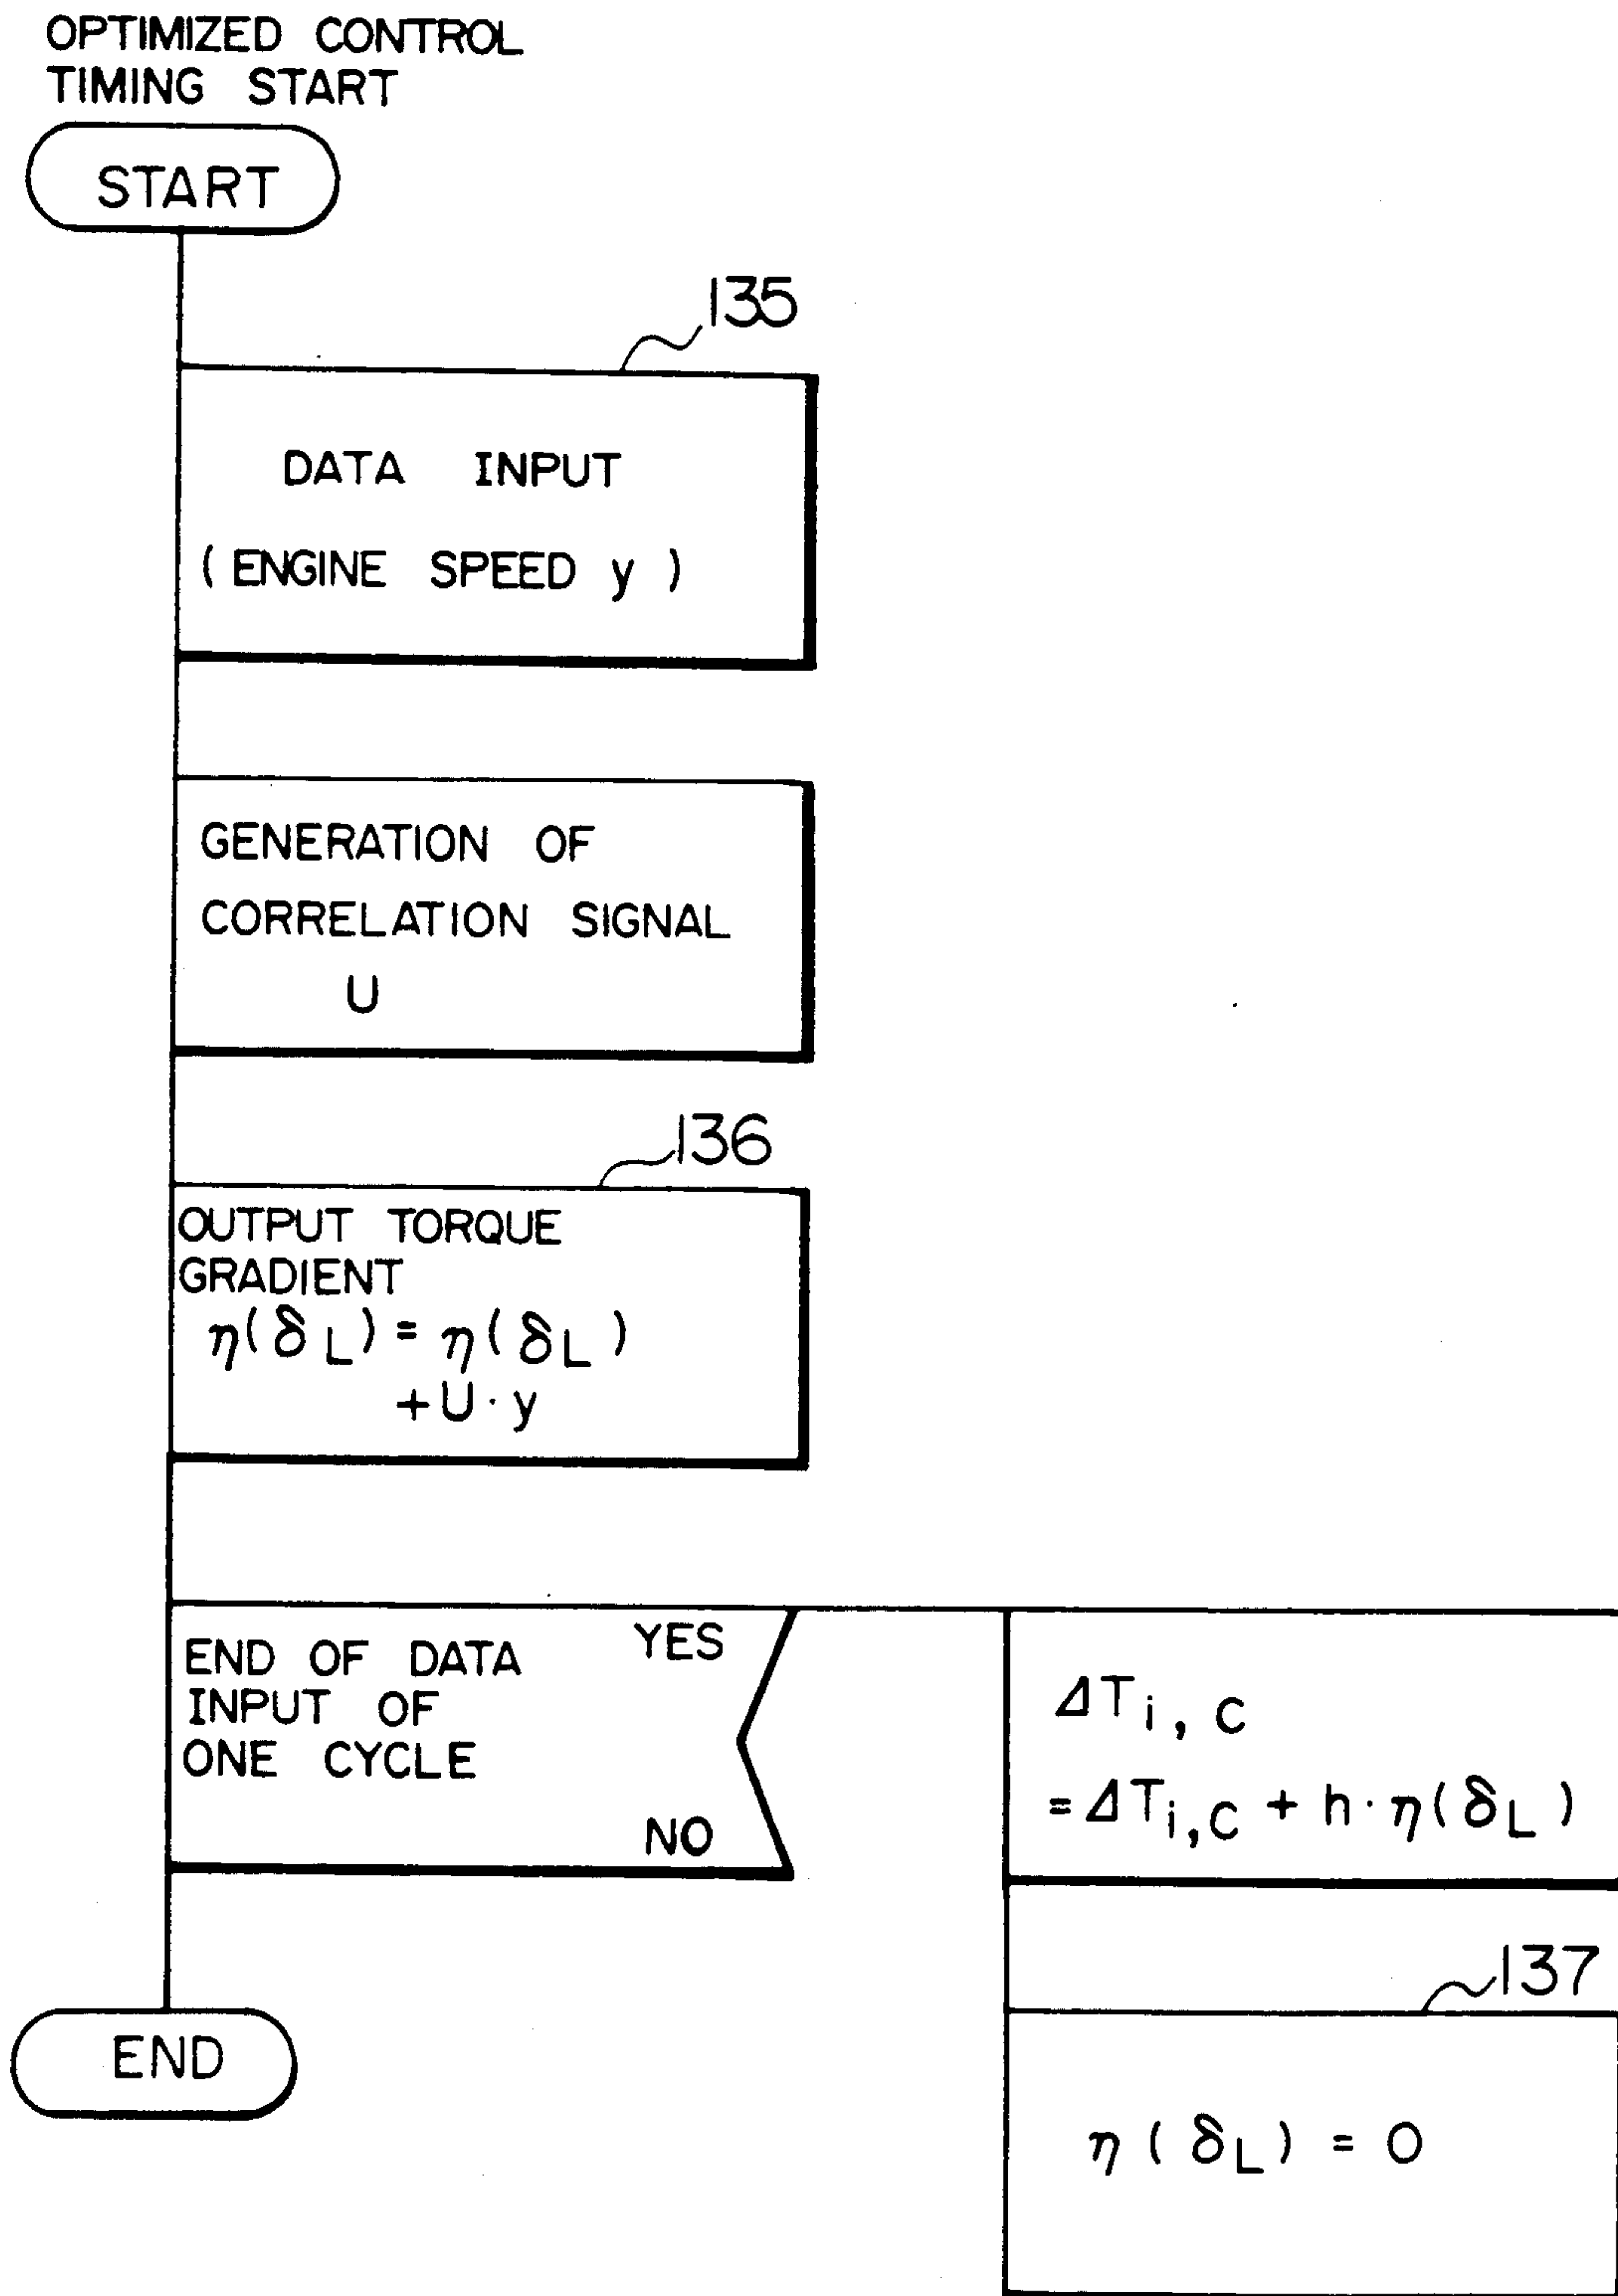 OPTIMIZED CONTROL
TIMING START
START
135
DATA INPUT
(ENGINE SPEED y)
GENERATION OF
CORRELATION SIGNAL
U
136
OUTPUT TORQUE
GRADIENT
η(δL) = η(δL)
+U·y
END OF DATA
INPUT OF
ONE CYCLE
YES
NO
ΔTi, c
=ΔTi,c + h·η(δL)
137
η(δL) = 0
END